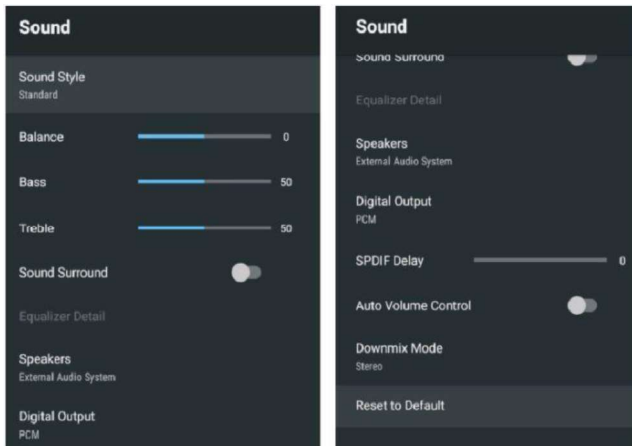 Sound
Sound Style
Standard
Balance 0
Bass 50
Treble 50
Sound Surround
Equalizer Detail
Speakers
External Audio System
Digital Output
PCM
Sound
Sound Surround
Equalizer Detail
Speakers
External Audio System
Digital Output
PCM
SPDIF Delay 0
Auto Volume Control
Downmix Mode
Stereo
Reset to Default